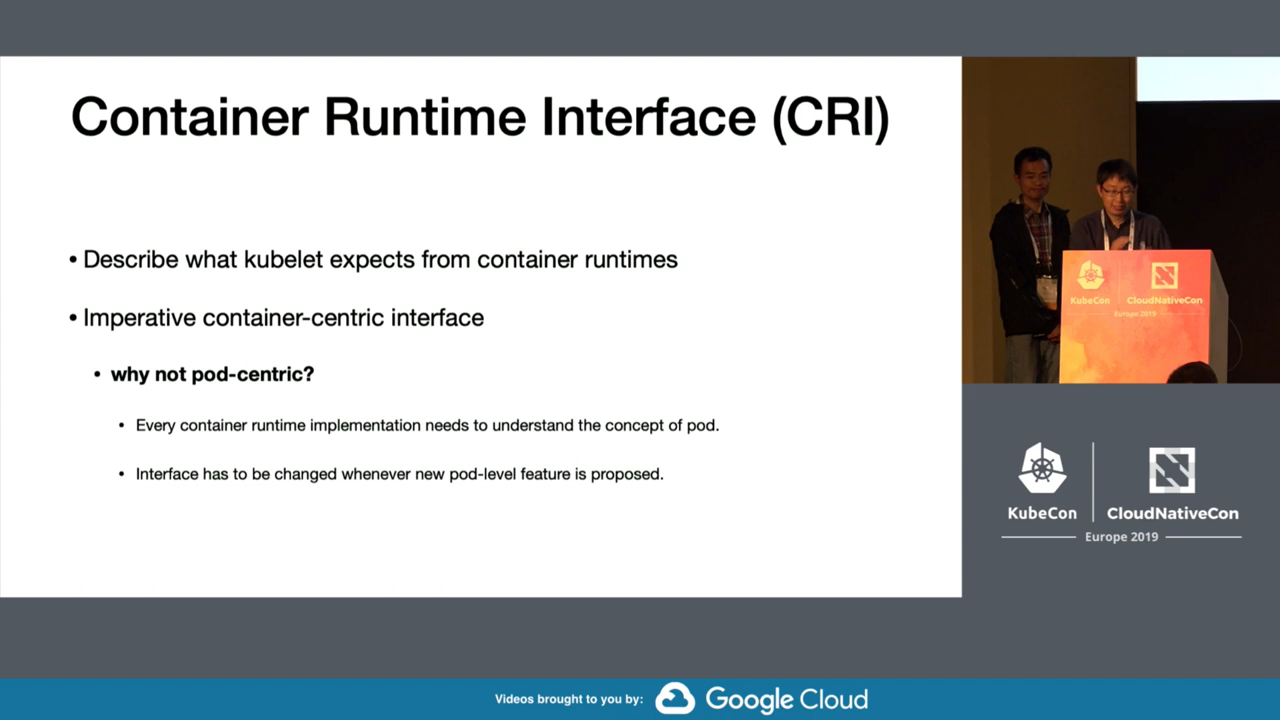 Container Runtime Interface (CRI)
• Describe what kubelet expects from container runtimes
• Imperative container-centric interface
• why not pod-centric?
• Every container runtime implementation needs to understand the concept of pod.
• Interface has to be changed whenever new pod-level feature is proposed.
KubeCon
CloudNativeCon
Europe 2019
KubeCon
CloudNativeCon
Europe 2019
Videos brought to you by:
Google Cloud